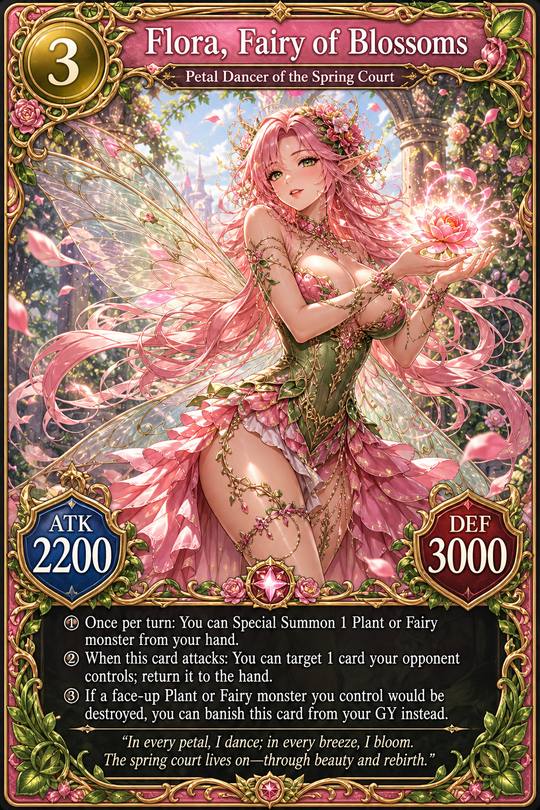 3
Flora, Fairy of Blossoms
Petal Dancer of the Spring Court
ATK
2200
DEF
3000
① Once per turn: You can Special Summon 1 Plant or Fairy
monster from your hand.
② When this card attacks: You can target 1 card your opponent
controls; return it to the hand.
③ If a face-up Plant or Fairy monster you control would be
destroyed, you can banish this card from your GY instead.
“In every petal, I dance; in every breeze, I bloom.
The spring court lives on—through beauty and rebirth.”